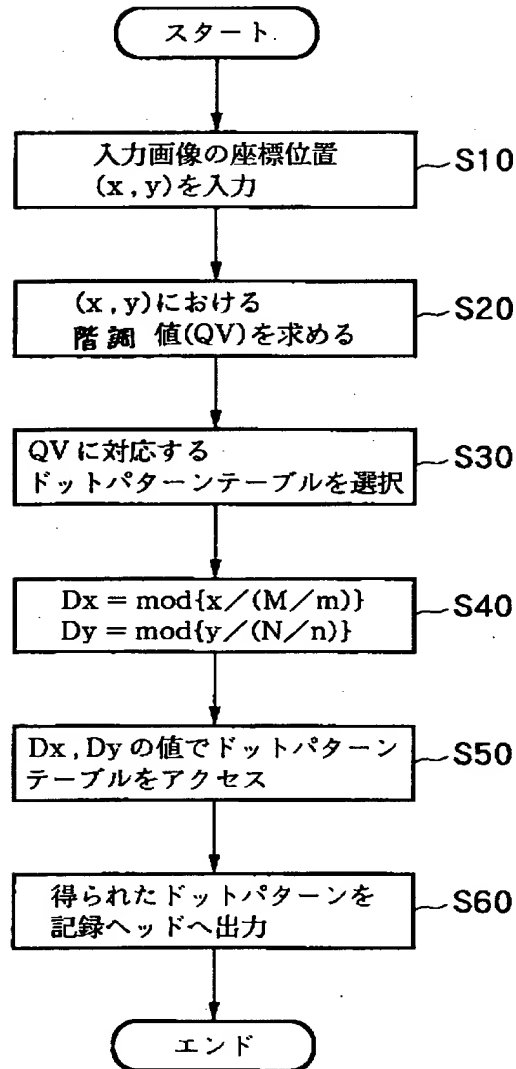 スタート
入力画像の座標位置
(x,y)を入力
S10
(x,y)における
階調 値(QV)を求める
S20
QVに対応する
ドットパターンテーブルを選択
S30
Dx=mod{x/(M/m)}
Dy=mod{y/(N/n)}
S40
Dx,Dyの値でドットパターン
テーブルをアクセス
S50
得られたドットパターンを
記録ヘッドへ出力
S60
エンド